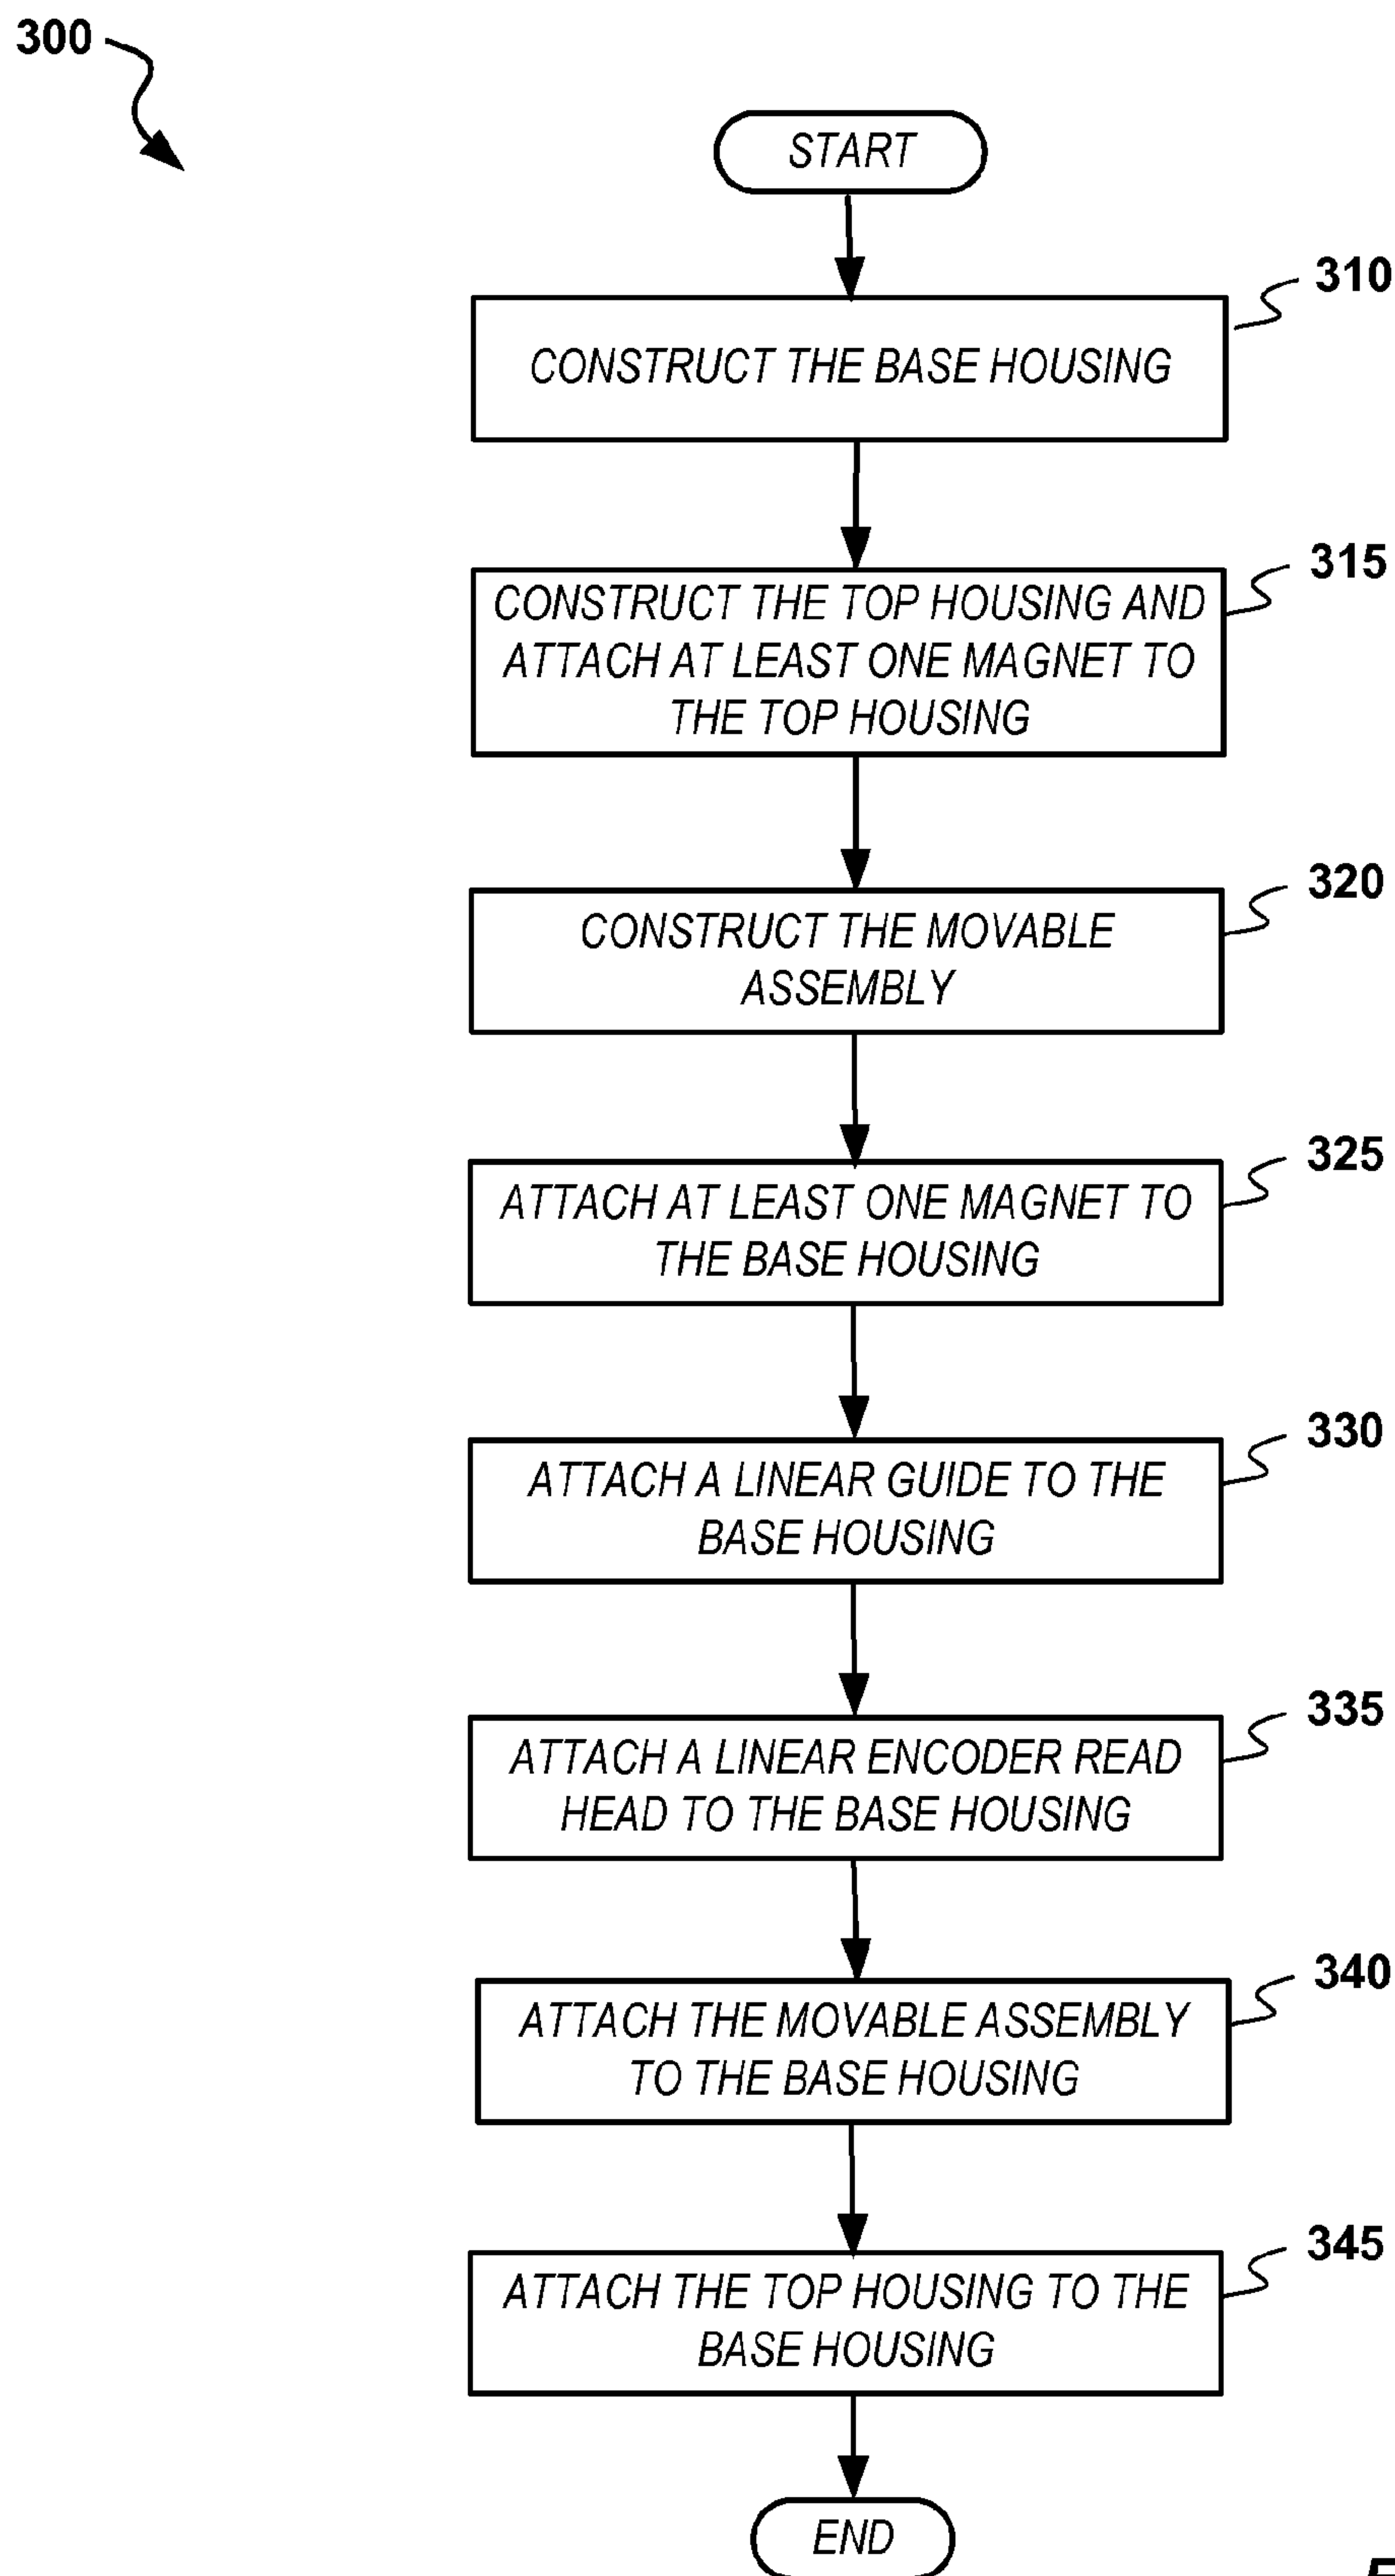 300
START
310
CONSTRUCT THE BASE HOUSING
315
CONSTRUCT THE TOP HOUSING AND
ATTACH AT LEAST ONE MAGNET TO
THE TOP HOUSING
320
CONSTRUCT THE MOVABLE
ASSEMBLY
325
ATTACH AT LEAST ONE MAGNET TO
THE BASE HOUSING
330
ATTACH A LINEAR GUIDE TO THE
BASE HOUSING
335
ATTACH A LINEAR ENCODER READ
HEAD TO THE BASE HOUSING
340
ATTACH THE MOVABLE ASSEMBLY
TO THE BASE HOUSING
345
ATTACH THE TOP HOUSING TO THE
BASE HOUSING
END